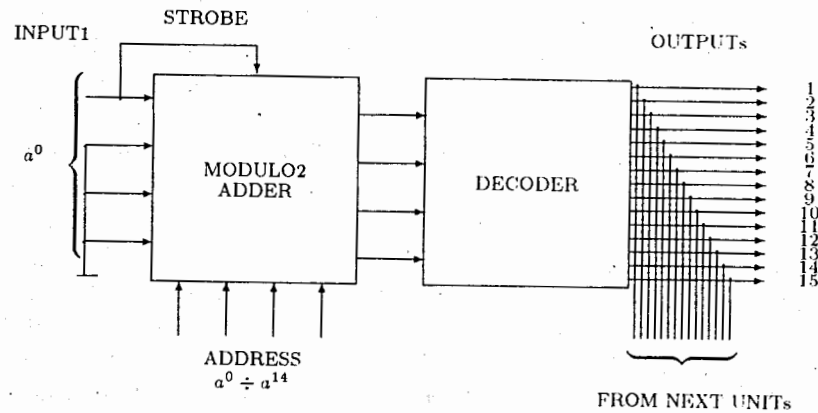 STROBE
INPUT1
OUTPUTs
a⁰
MODULO2
ADDER
DECODER
1
2
3
4
5
6
7
8
9
10
11
12
13
14
15
ADDRESS
a⁰ ÷ a¹⁴
FROM NEXT UNITs